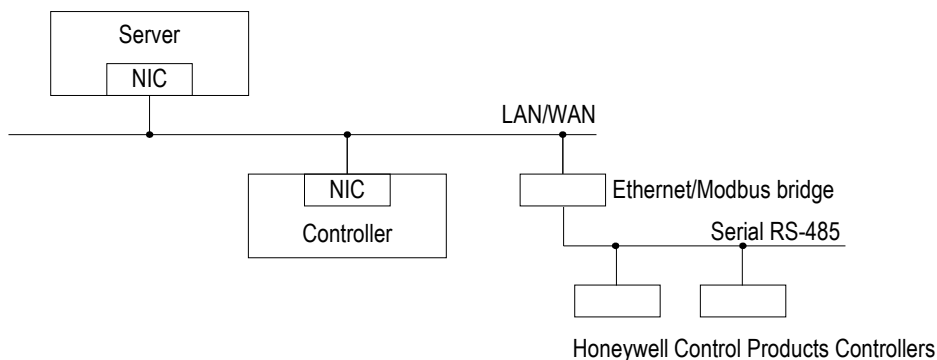 Server
NIC
LAN/WAN
NIC
Controller
Ethernet/Modbus bridge
Serial RS-485
Honeywell Control Products Controllers